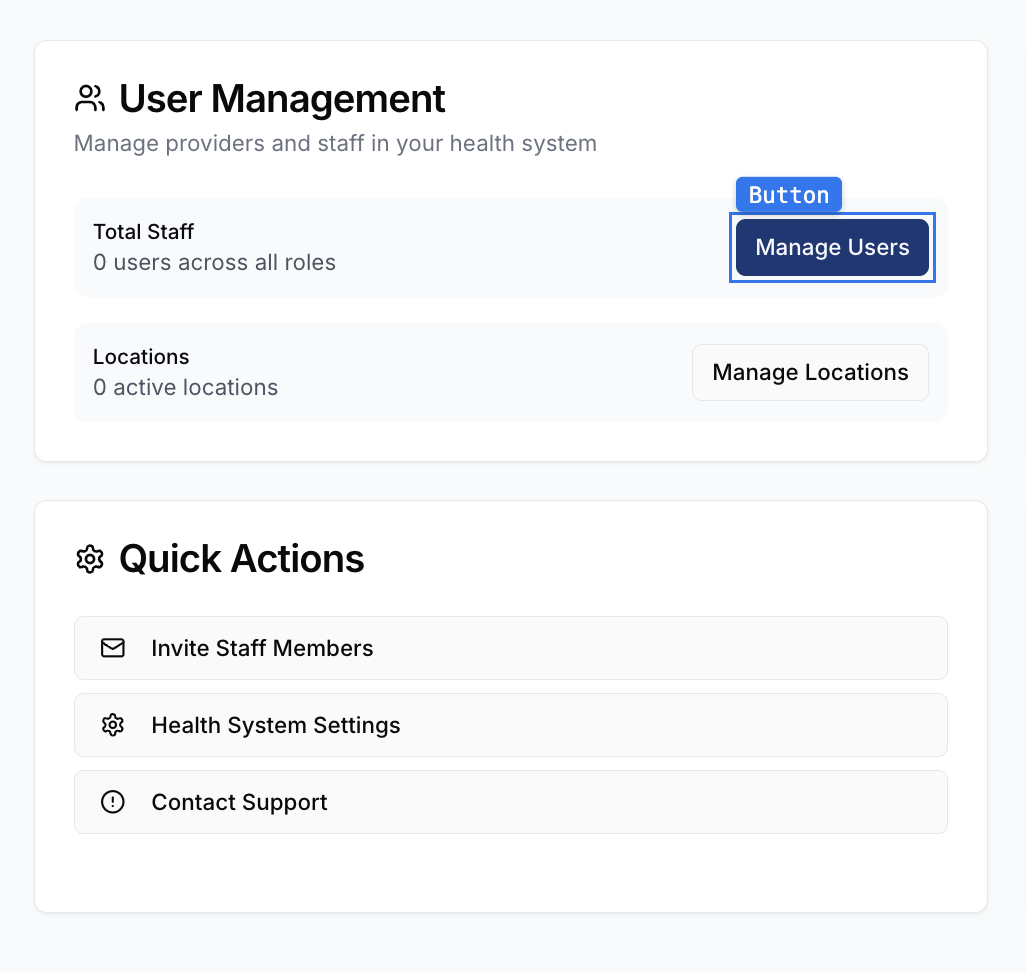 User Management
Manage providers and staff in your health system
Button
Total Staff
0 users across all roles
Manage Users
Locations
0 active locations
Manage Locations
Quick Actions
Invite Staff Members
Health System Settings
Contact Support